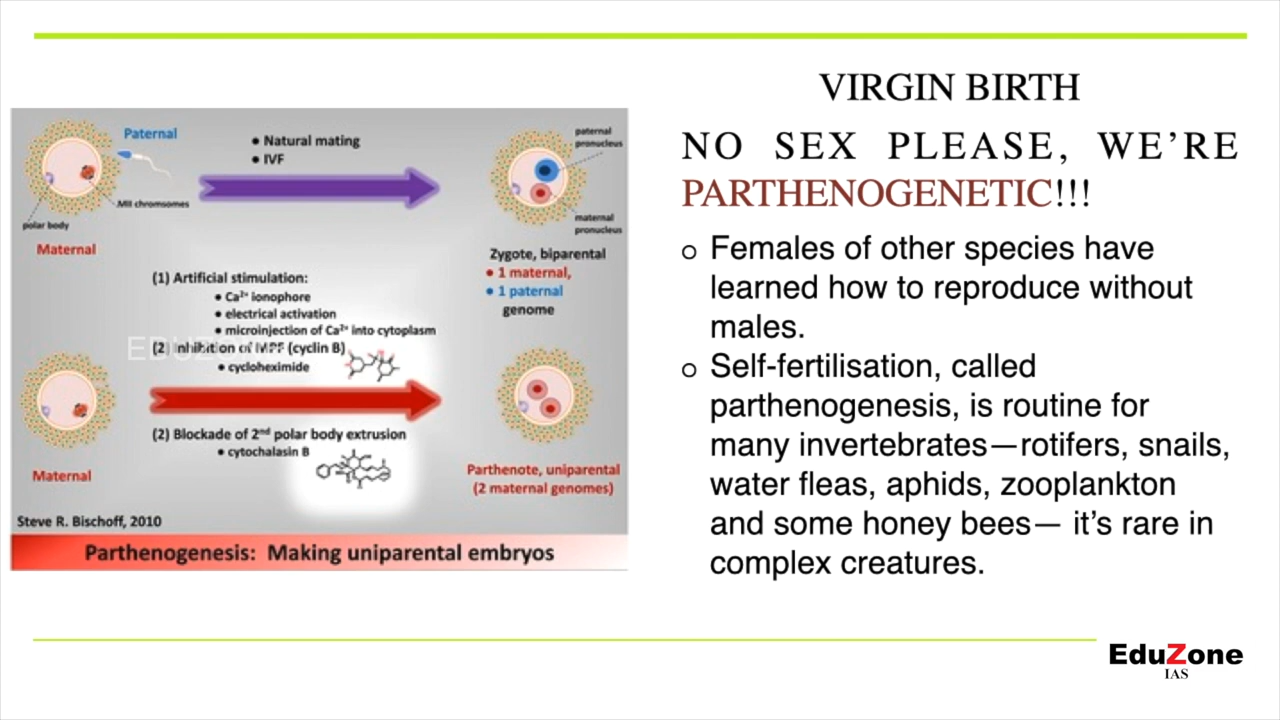 VIRGIN BIRTH
NO SEX PLEASE, WE’RE
PARTHENOGENETIC!!!
Females of other species have
learned how to reproduce without
males.
Self-fertilisation, called
parthenogenesis, is routine for
many invertebrates—rotifers, snails,
water fleas, aphids, zooplankton
and some honey bees— it’s rare in
complex creatures.
Paternal
• Natural mating
• IVF
MII chromsomes
polar body
Maternal
paternal
pronucleus
maternal
pronucleus
Zygote, biparental
• 1 maternal,
• 1 paternal
genome
(1) Artificial stimulation:
• Ca²⁺ ionophore
• electrical activation
• microinjection of Ca²⁺ into cytoplasm
(2) Inhibition of MPF (cyclin B)
• cycloheximide
(2) Blockade of 2ⁿᵈ polar body extrusion
• cytochalasin B
Maternal
Parthenote, uniparental
(2 maternal genomes)
Steve R. Bischoff, 2010
Parthenogenesis: Making uniparental embryos
EduZone
IAS